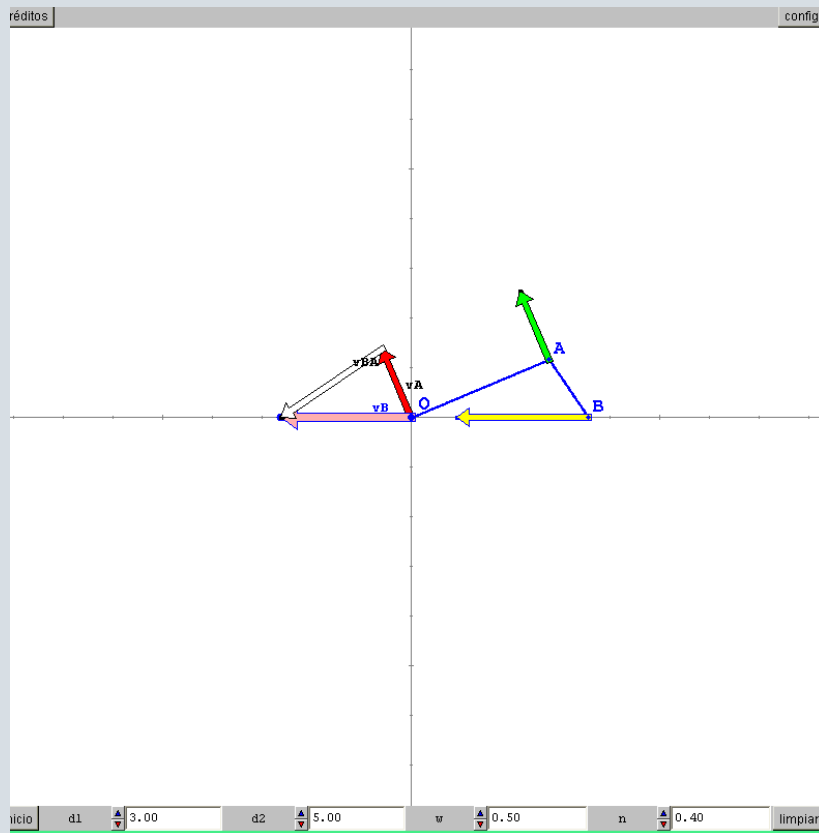 réditos config
A
vBA
vA
vB O B
nicio d1 3.00 d2 5.00 w 0.50 n 0.40 limpiar